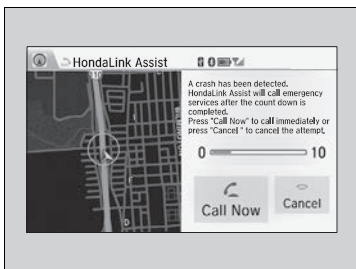 HondaLink Assist
110
A crash has been detected.
HondaLink Assist will call emergency
services after the count down is
completed.
Press "Call Now" to call immediately or
press "Cancel " to cancel the attempt.
0 10
Call Now
Cancel